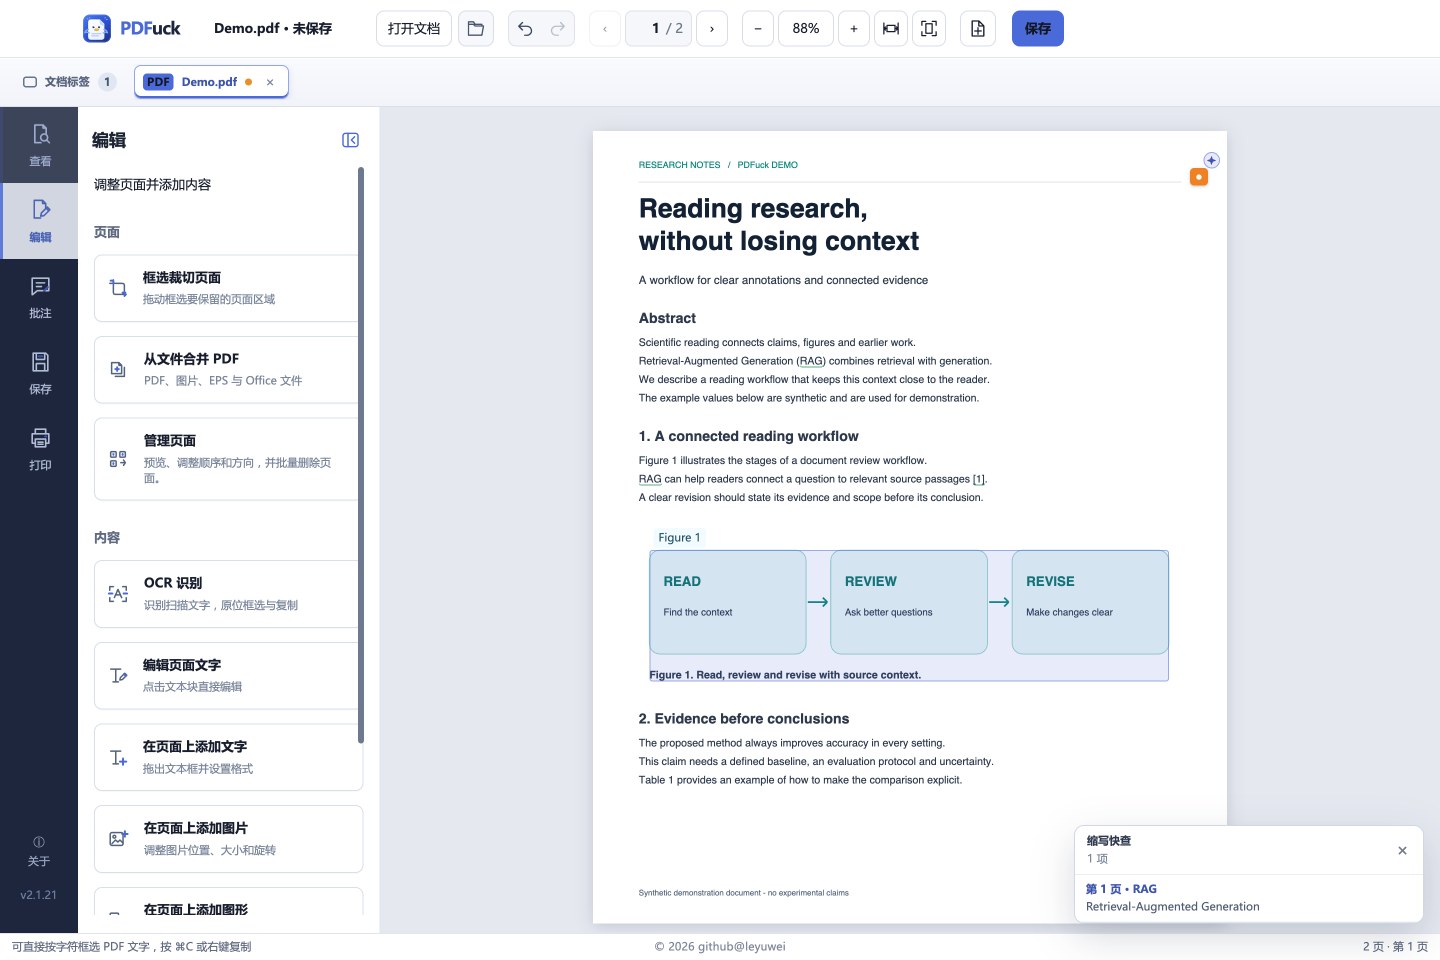 PDFuck
Demo.pdf • 未保存
打开文档
‹
1 / 2
›
−
88%
+
保存
文档标签 1
PDF Demo.pdf ×
查看
编辑
批注
保存
打印
关于
v2.1.21
编辑
调整页面并添加内容
页面
框选裁切页面
拖动框选要保留的页面区域
从文件合并 PDF
PDF、图片、EPS 与 Office 文件
管理页面
预览、调整顺序和方向，并批量删除页
面。
内容
OCR 识别
识别扫描文字，原位框选与复制
编辑页面文字
点击文本块直接编辑
在页面上添加文字
拖出文本框并设置格式
在页面上添加图片
调整图片位置、大小和旋转
在页面上添加图形
RESEARCH NOTES / PDFuck DEMO
Reading research,
without losing context
A workflow for clear annotations and connected evidence
Abstract
Scientific reading connects claims, figures and earlier work.
Retrieval-Augmented Generation (RAG) combines retrieval with generation.
We describe a reading workflow that keeps this context close to the reader.
The example values below are synthetic and are used for demonstration.
1. A connected reading workflow
Figure 1 illustrates the stages of a document review workflow.
RAG can help readers connect a question to relevant source passages [1].
A clear revision should state its evidence and scope before its conclusion.
Figure 1
READ
Find the context
REVIEW
Ask better questions
REVISE
Make changes clear
Figure 1. Read, review and revise with source context.
2. Evidence before conclusions
The proposed method always improves accuracy in every setting.
This claim needs a defined baseline, an evaluation protocol and uncertainty.
Table 1 provides an example of how to make the comparison explicit.
Synthetic demonstration document - no experimental claims
缩写快查
1 项
×
第 1 页 • RAG
Retrieval-Augmented Generation
可直接按字符框选 PDF 文字，按 ⌘C 或右键复制
© 2026 github@leyuwei
2 页 · 第 1 页